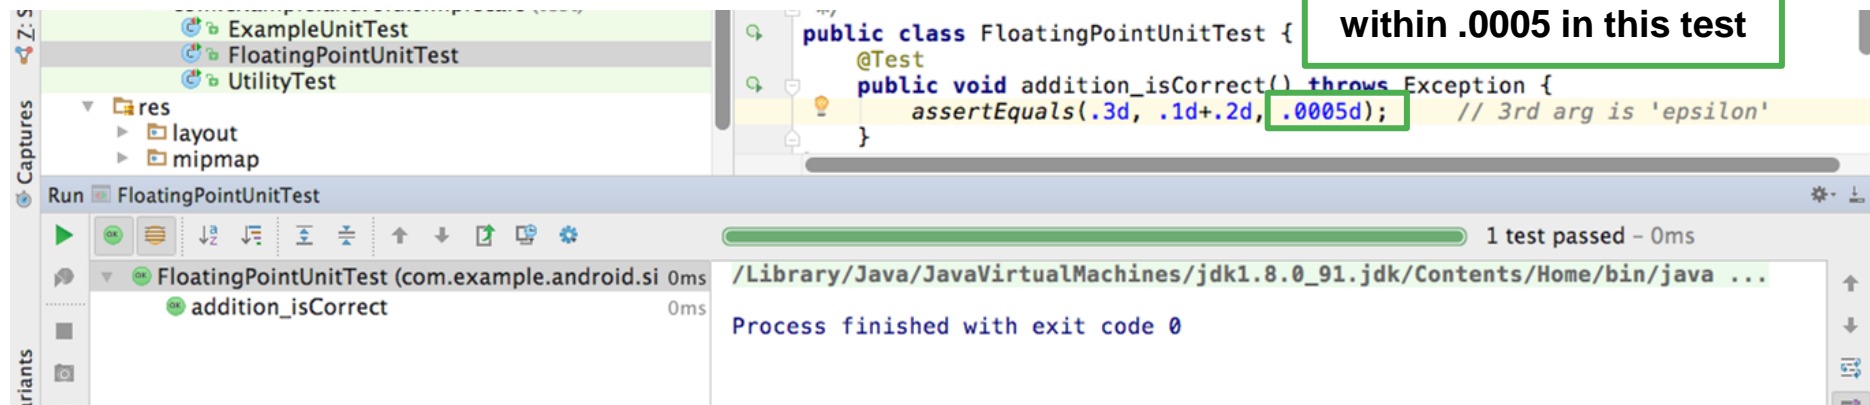 Z: S
ExampleUnitTest
FloatingPointUnitTest
UtilityTest
res
layout
mipmap
Captures
public class FloatingPointUnitTest {
@Test
public void addition_isCorrect() throws Exception {
assertEquals(.3d, .1d+.2d, .0005d); // 3rd arg is 'epsilon'
}
within .0005 in this test
Run FloatingPointUnitTest
1 test passed – 0ms
FloatingPointUnitTest (com.example.android.si 0ms
addition_isCorrect 0ms
/Library/Java/JavaVirtualMachines/jdk1.8.0_91.jdk/Contents/Home/bin/java ...
Process finished with exit code 0
riants